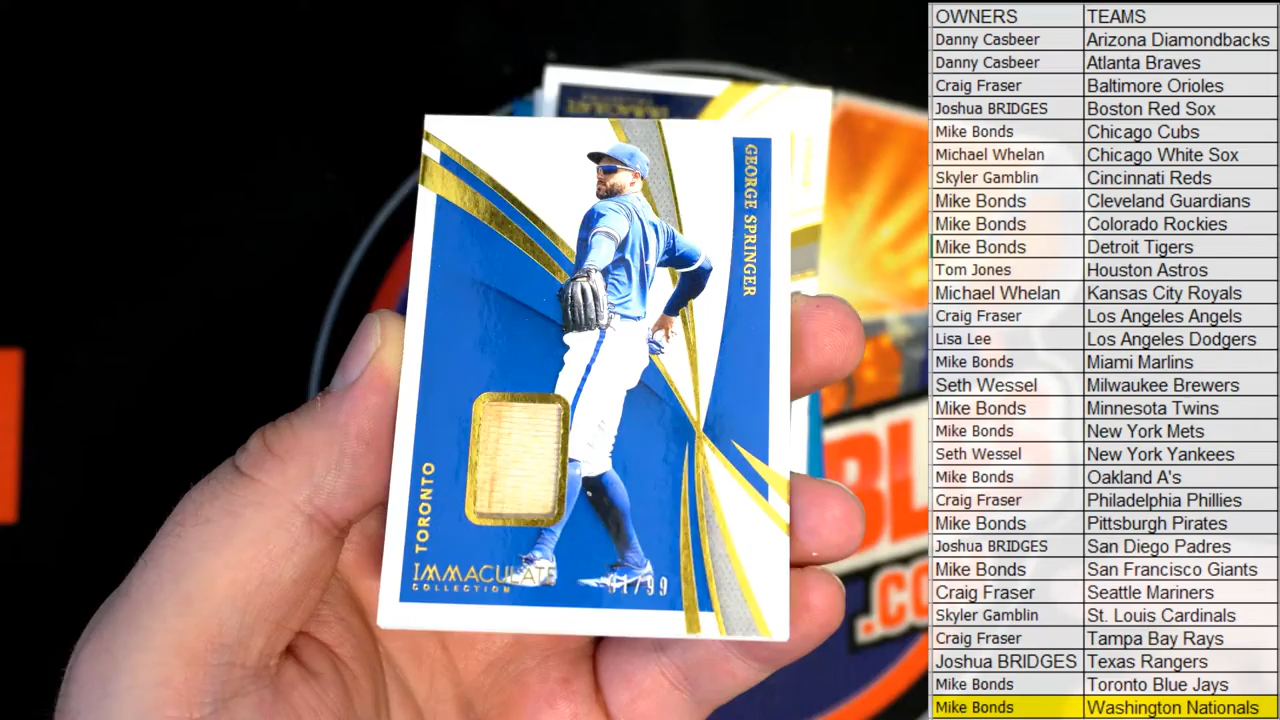 GEORGE SPRINGER
TORONTO
IMMACULATE
COLLECTION
91/99
BL
.CO
OWNERS TEAMS
Danny Casbeer Arizona Diamondbacks
Danny Casbeer Atlanta Braves
Craig Fraser Baltimore Orioles
Joshua BRIDGES Boston Red Sox
Mike Bonds Chicago Cubs
Michael Whelan Chicago White Sox
Skyler Gamblin Cincinnati Reds
Mike Bonds Cleveland Guardians
Mike Bonds Colorado Rockies
Mike Bonds Detroit Tigers
Tom Jones Houston Astros
Michael Whelan Kansas City Royals
Craig Fraser Los Angeles Angels
Lisa Lee Los Angeles Dodgers
Mike Bonds Miami Marlins
Seth Wessel Milwaukee Brewers
Mike Bonds Minnesota Twins
Mike Bonds New York Mets
Seth Wessel New York Yankees
Mike Bonds Oakland A's
Craig Fraser Philadelphia Phillies
Mike Bonds Pittsburgh Pirates
Joshua BRIDGES San Diego Padres
Mike Bonds San Francisco Giants
Craig Fraser Seattle Mariners
Skyler Gamblin St. Louis Cardinals
Craig Fraser Tampa Bay Rays
Joshua BRIDGES Texas Rangers
Mike Bonds Toronto Blue Jays
Mike Bonds Washington Nationals